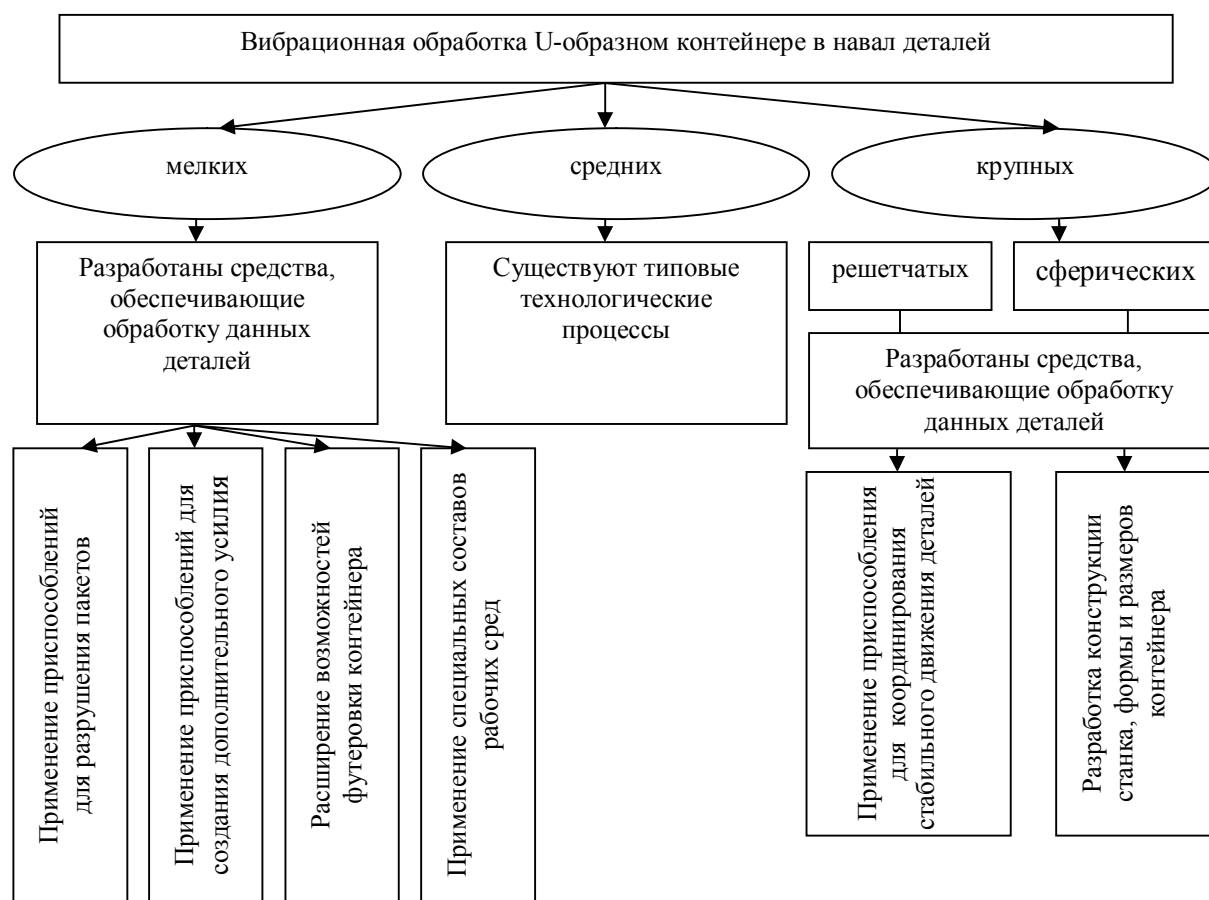 Вибрационная обработка U-образном контейнере в навал деталей
мелких
средних
крупных
Разработаны средства,
обеспечивающие
обработку данных
деталей
Существуют типовые
технологические
процессы
решетчатых
сферических
Разработаны средства,
обеспечивающие обработку
данных деталей
Применение приспособлений
для разрушения пакетов
Применение приспособлений для
создания дополнительного усилия
Расширение возможностей
футеровки контейнера
Применение специальных составов
рабочих сред
Применение приспособления
для координирования
стабильного движения деталей
Разработка конструкции
станка, формы и размеров
контейнера